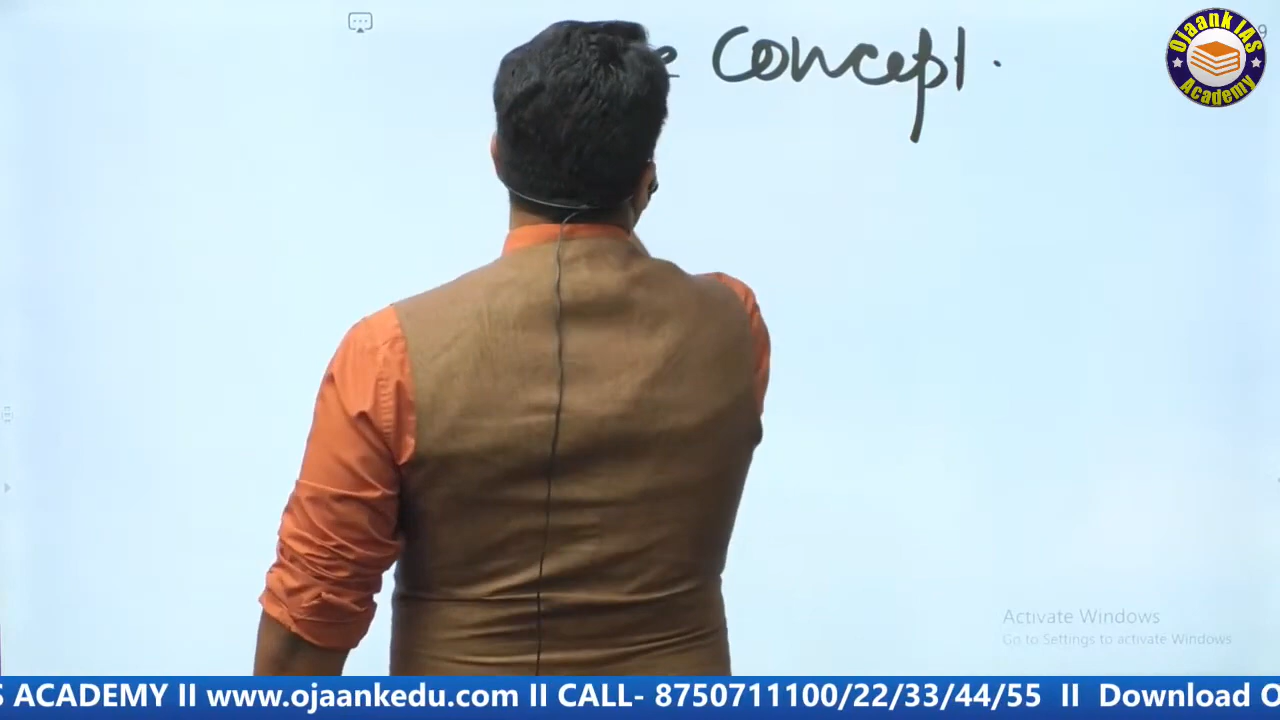 concept.
Ojaank IAS
Academy
Activate Windows
Go to Settings to activate Windows
S ACADEMY II www.ojaankedu.com II CALL- 8750711100/22/33/44/55 II Download O